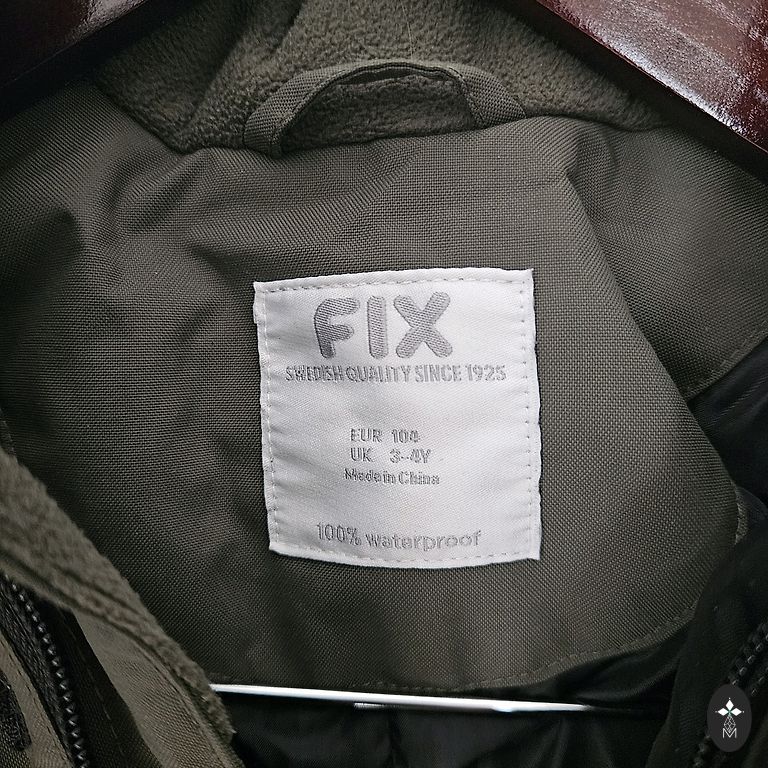 FIX
SWEDISH QUALITY SINCE 1925
EUR 104
UK 3-4Y
Made in China
100% waterproof
M